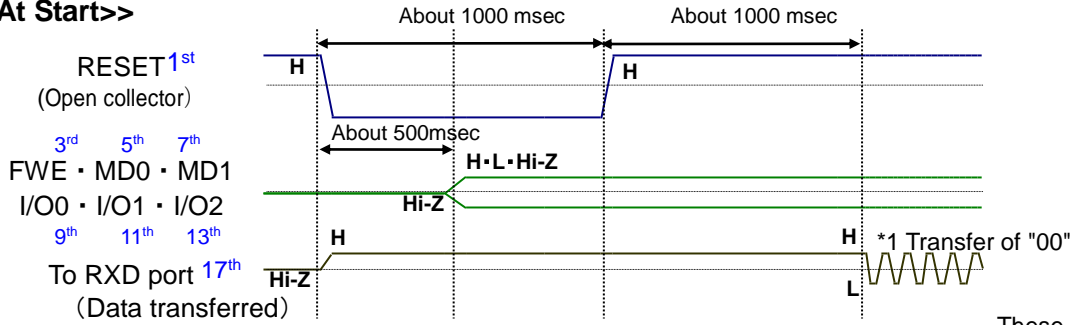 At Start>>
About 1000 msec About 1000 msec
RESET1st H H
(Open collector)
About 500msec
3rd 5th 7th
FWE・MD0・MD1 H・L・Hi-Z
I/O0・I/O1・I/O2 Hi-Z
9th 11th 13th
H H *1 Transfer of "00"
To RXD port 17th Hi-Z L
(Data transferred)
These